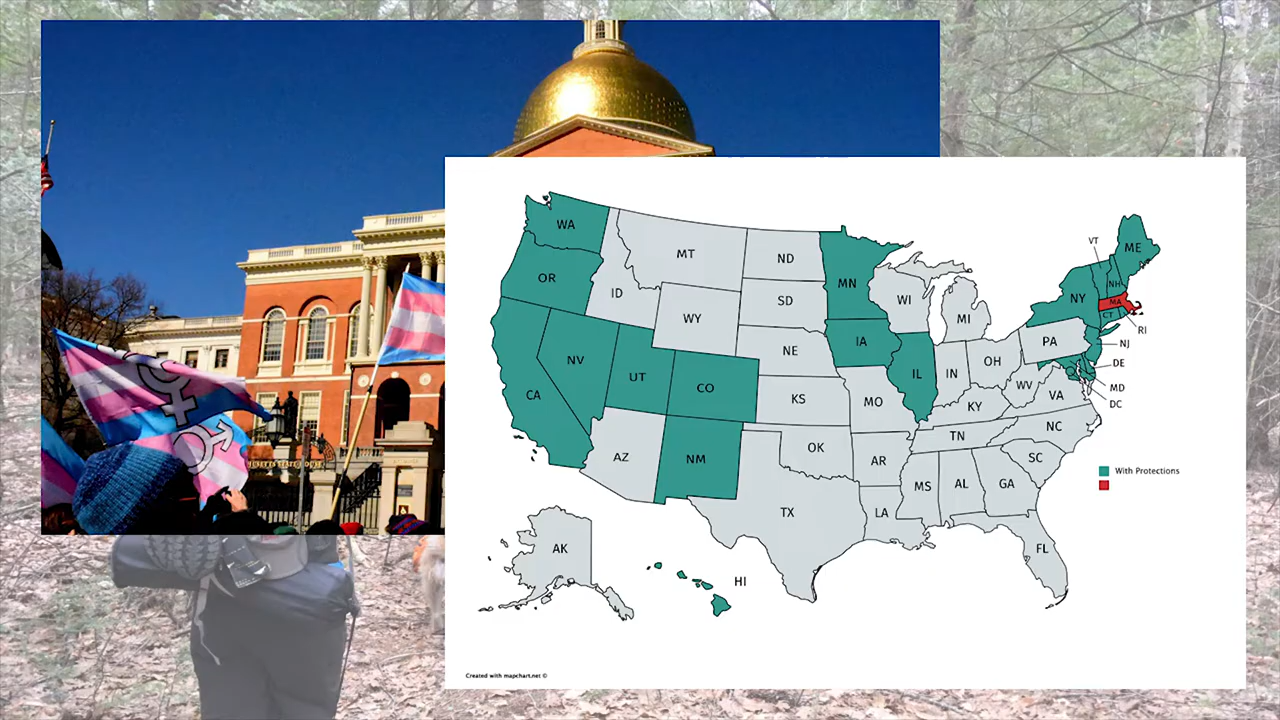 WA
OR
CA
NV
ID
MT
WY
UT
CO
AZ
NM
ND
SD
NE
KS
OK
TX
MN
IA
MO
AR
LA
WI
IL
MI
IN
OH
KY
TN
MS
AL
GA
FL
SC
NC
VA
WV
PA
NY
VT
NH
ME
MA
CT
RI
NJ
DE
MD
DC
AK
HI
With Protections
Created with mapchart.net ©